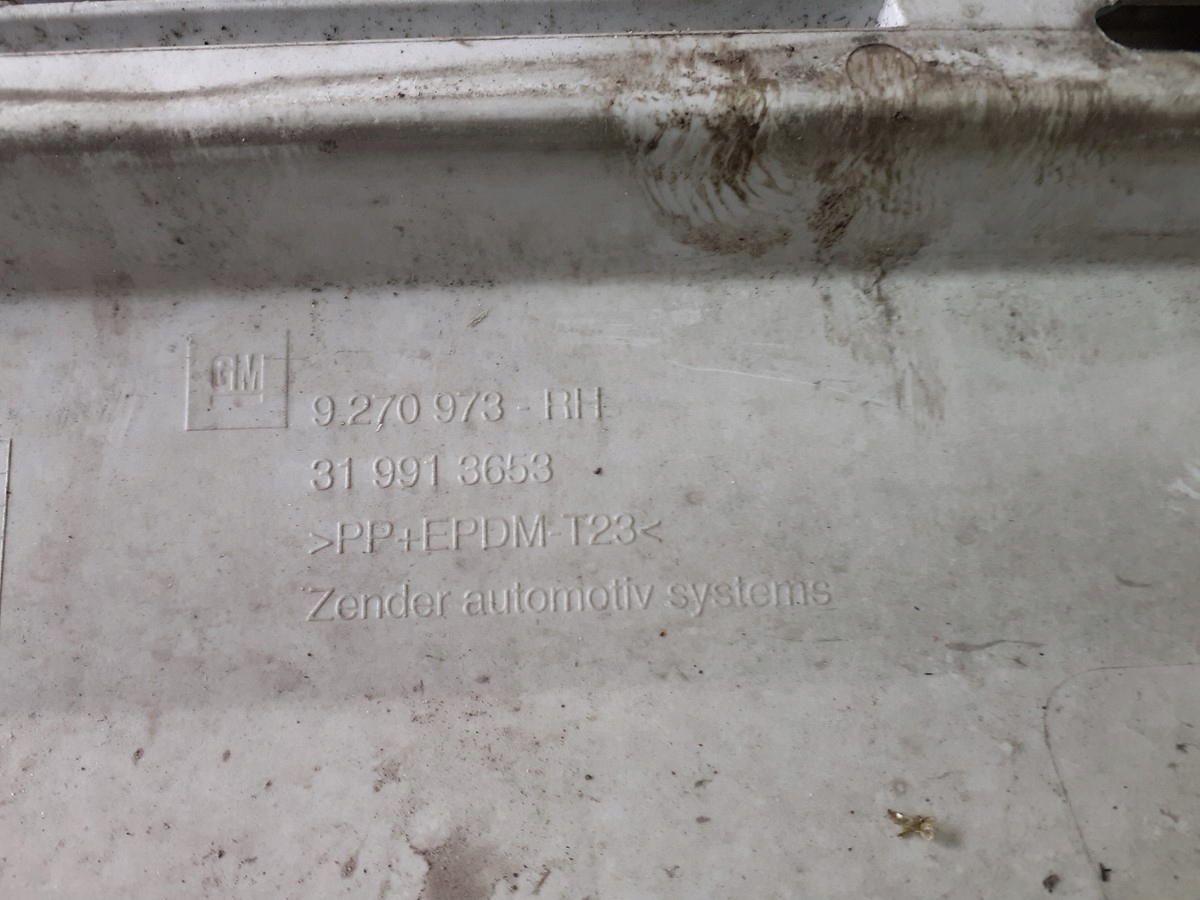 GM
9.270 973 - RH
31 991 3653
>PP+EPDM-T23<
Zender automotiv systems